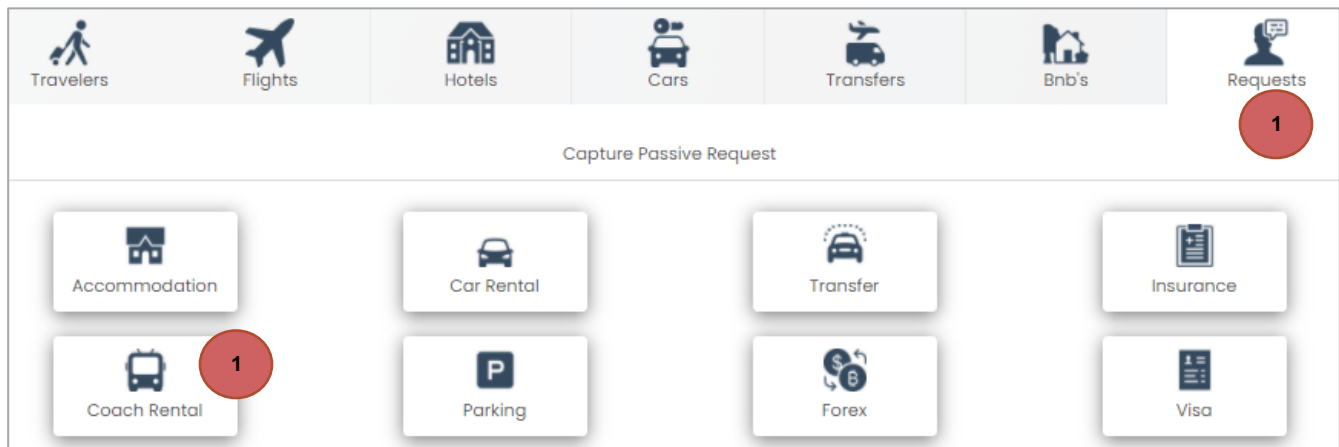 Travelers Flights Hotels Cars Transfers Bnb's Requests
1
Capture Passive Request
Accommodation Car Rental Transfer Insurance
1
Coach Rental Parking Forex Visa